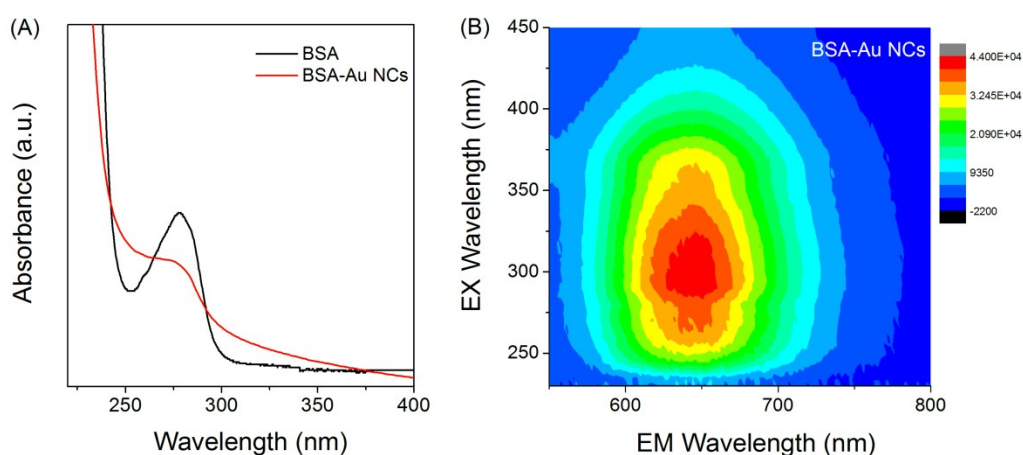 (A)
BSA
BSA-Au NCs
Absorbance (a.u.)
250
300
350
400
Wavelength (nm)
(B)
BSA-Au NCs
450
400
350
300
250
EX Wavelength (nm)
600
700
800
EM Wavelength (nm)
4.400E+04
3.245E+04
2.090E+04
9350
-2200